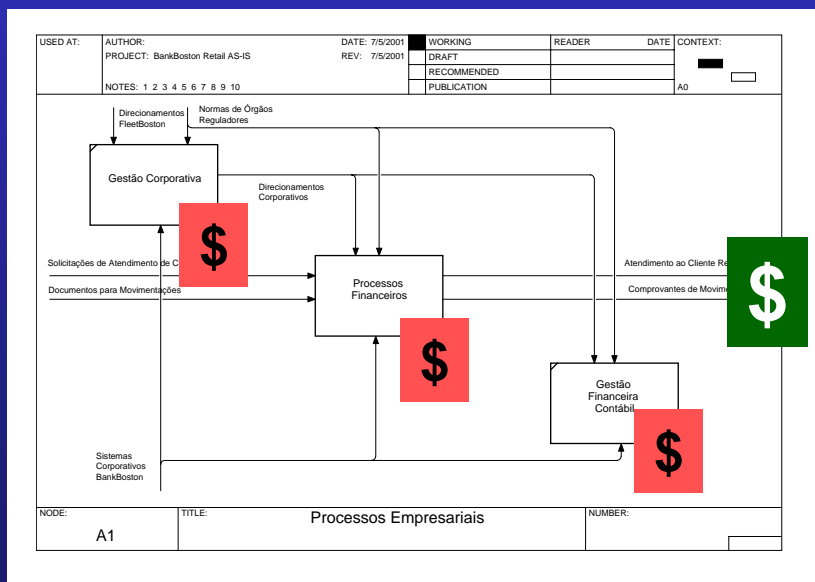 USED AT:
AUTHOR:
DATE: 7/5/2001
WORKING
READER
DATE
CONTEXT:
PROJECT: BankBoston Retail AS-IS
REV: 7/5/2001
DRAFT
RECOMMENDED
NOTES: 1 2 3 4 5 6 7 8 9 10
PUBLICATION
A0
Direcionamentos
FleetBoston
Normas de Órgãos
Reguladores
Gestão Corporativa
Direcionamentos
Corporativos
$
Solicitações de Atendimento de
Documentos para Movimentações
Processos
Financeiros
Atendimento ao Cliente
Comprovantes de
$
$
Gestão
Financeira
Contábil
$
Sistemas
Corporativos
BankBoston
NODE:
A1
TITLE:
Processos Empresariais
NUMBER: